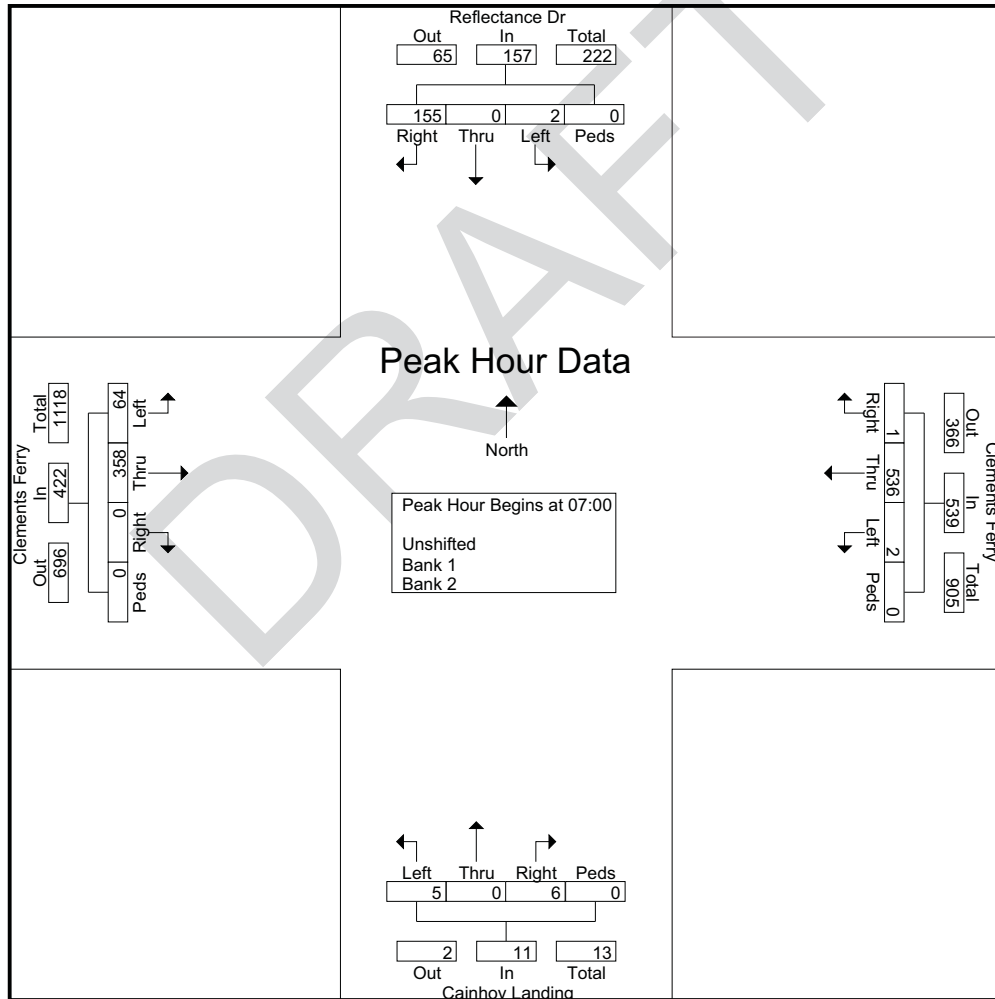 Reflectance Dr
Out In Total
65 157 222
155 0 2 0
Right Thru Left Peds
Peak Hour Data
North
Peak Hour Begins at 07:00
Unshifted
Bank 1
Bank 2
Clements Ferry
Total In Out
1118 422 696
64 358 0 0
Left Thru Right Peds
Clements Ferry
Out In Total
366 539 905
1 536 2 0
Right Thru Left Peds
Left Thru Right Peds
5 0 6 0
2 11 13
Out In Total
Cainhoy Landing
DRAFT